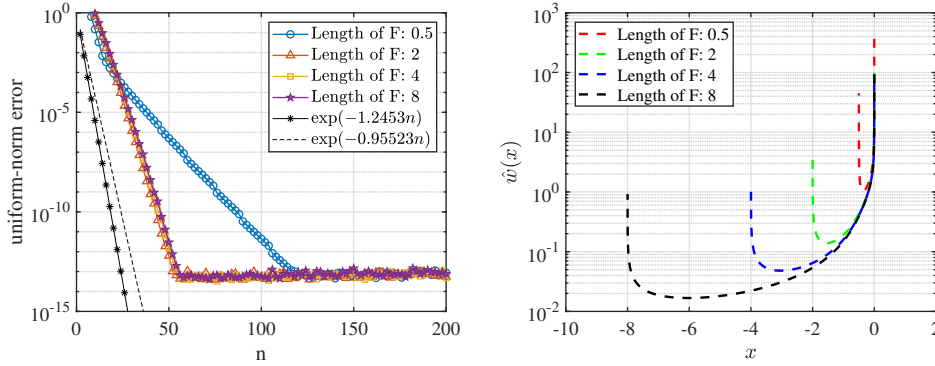 uniform-norm error
10^0
10^{-5}
10^{-10}
10^{-15}
Length of F: 0.5
Length of F: 2
Length of F: 4
Length of F: 8
exp(−1.2453n)
exp(−0.95523n)
0 50 100 150 200
n
ŵ(x)
10^3
10^2
10^1
10^0
10^{-1}
10^{-2}
Length of F: 0.5
Length of F: 2
Length of F: 4
Length of F: 8
-10 -8 -6 -4 -2 0 2
x